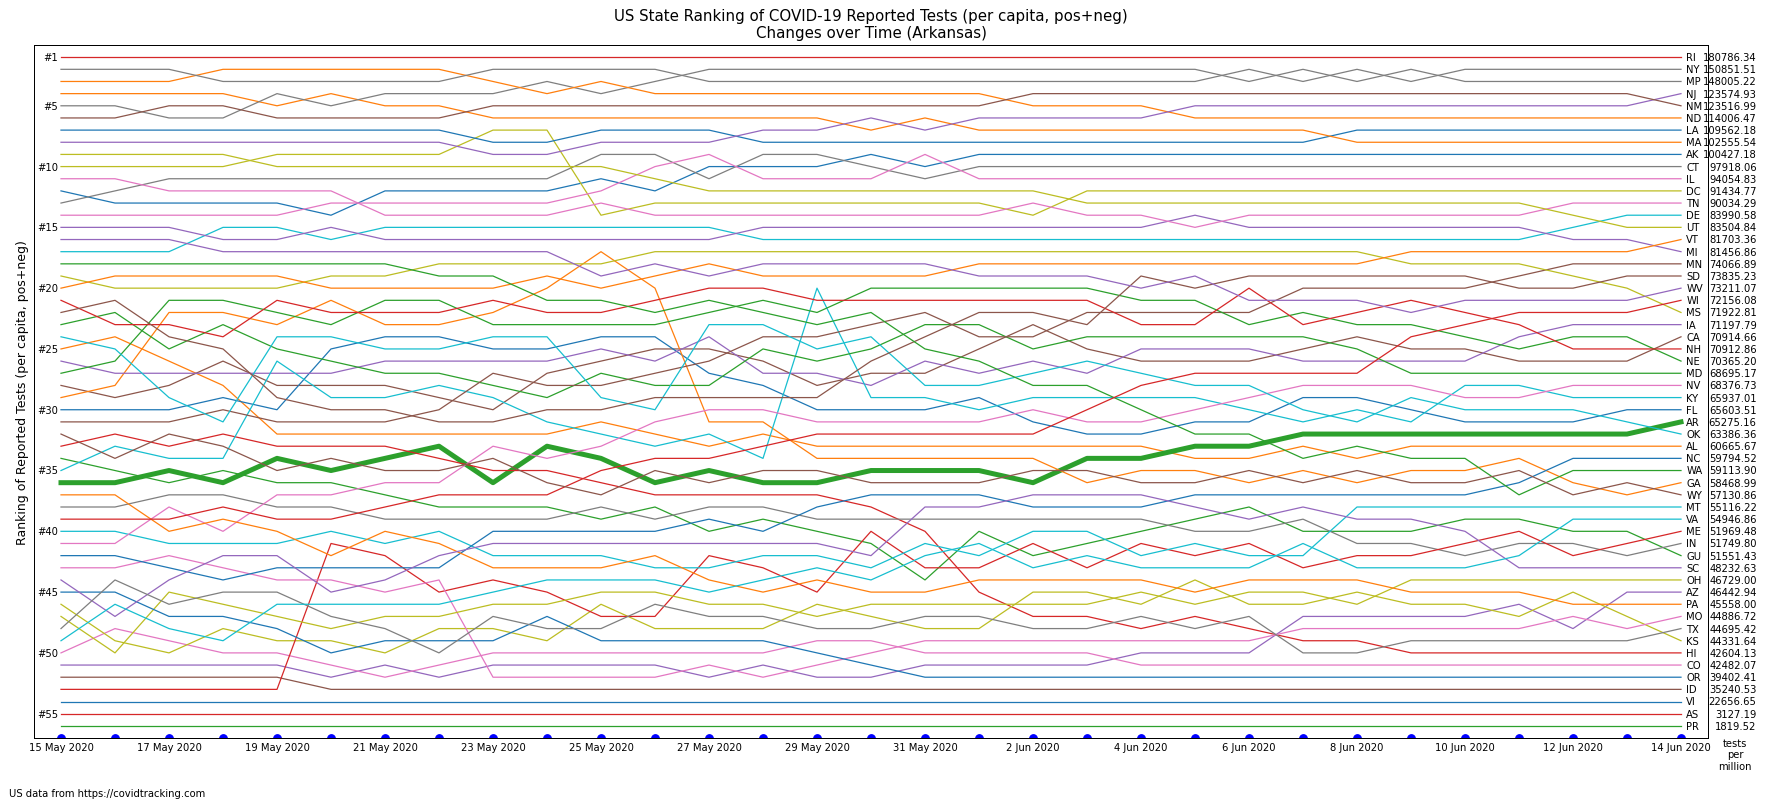 US State Ranking of COVID-19 Reported Tests (per capita, pos+neg)
Changes over Time (Arkansas)
Ranking of Reported Tests (per capita, pos+neg)
#1
#5
#10
#15
#20
#25
#30
#35
#40
#45
#50
#55
RI 180786.34
NY 150851.51
MP 148005.22
NJ 123574.93
NM 123516.99
ND 114006.47
LA 109562.18
MA 102555.54
AK 100427.18
CT 97918.06
IL 94054.83
DC 91434.77
TN 90034.29
DE 83990.58
UT 83504.84
VT 81703.36
MI 81456.86
MN 74066.89
SD 73835.23
WV 73211.07
WI 72156.08
MS 71922.81
IA 71197.79
CA 70914.66
NH 70912.86
NE 70365.20
MD 68695.17
NV 68376.73
KY 65937.01
FL 65603.51
AR 65275.16
OK 63386.36
AL 60665.67
NC 59794.52
WA 59113.90
GA 58468.99
WY 57130.86
MT 55116.22
VA 54946.86
ME 51969.48
IN 51749.80
GU 51551.43
SC 48232.63
OH 46729.00
AZ 46442.94
PA 45558.00
MO 44886.72
TX 44695.42
KS 44331.64
HI 42604.13
CO 42482.07
OR 39402.41
ID 35240.53
VI 22656.65
AS 3127.19
PR 1819.52
15 May 2020 17 May 2020 19 May 2020 21 May 2020 23 May 2020 25 May 2020 27 May 2020 29 May 2020 31 May 2020 2 Jun 2020 4 Jun 2020 6 Jun 2020 8 Jun 2020 10 Jun 2020 12 Jun 2020 14 Jun 2020
tests
per
million
US data from https://covidtracking.com